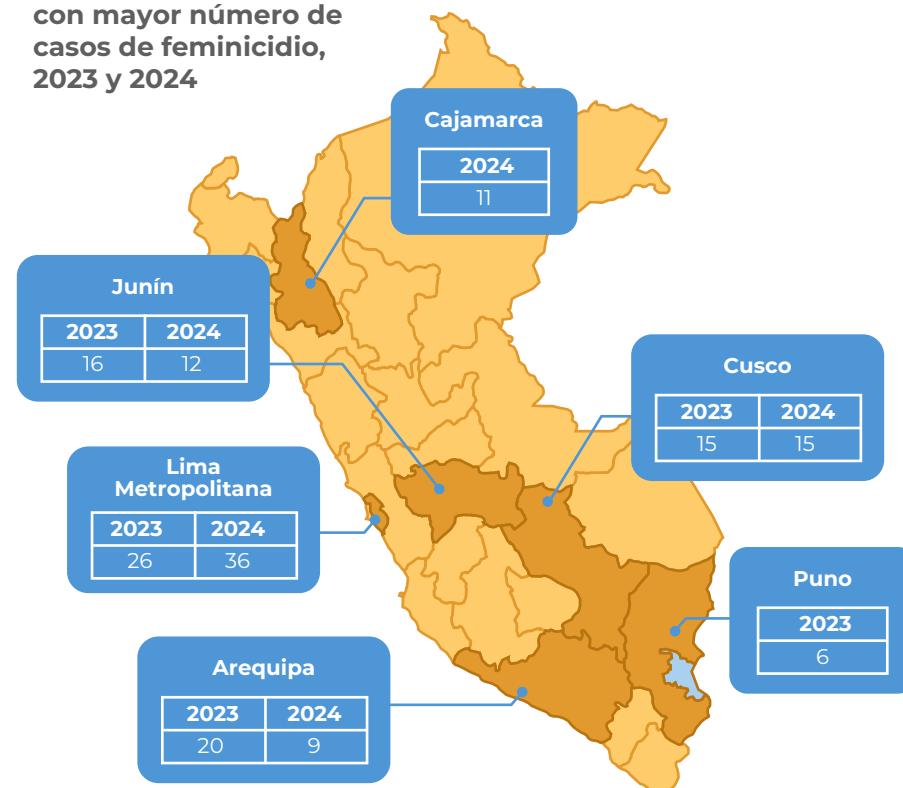 con mayor número de
casos de feminicidio,
2023 y 2024
Cajamarca
2024
11
Junín
2023 2024
16 12
Cusco
2023 2024
15 15
Lima
Metropolitana
2023 2024
26 36
Puno
2023
6
Arequipa
2023 2024
20 9